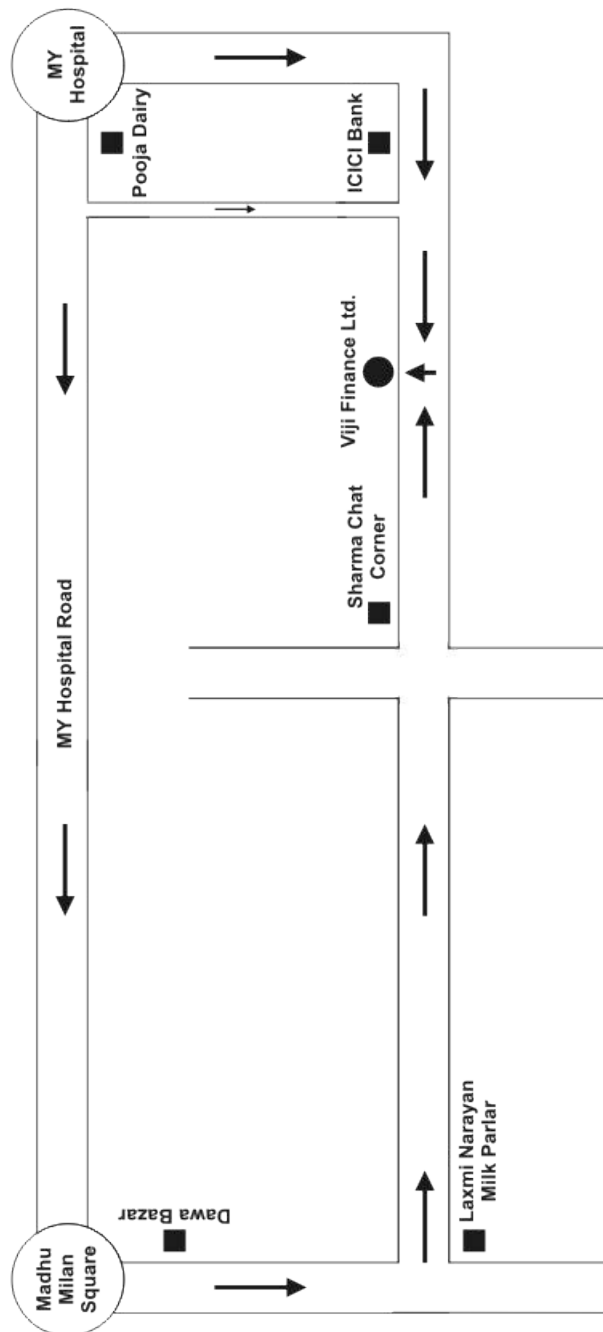 MY
Hospital
Pooja Dairy
ICICI Bank
Viji Finance Ltd.
Sharma Chat
Corner
MY Hospital Road
Laxmi Narayan
Milk Parlar
Dawa Bazar
Madhu
Milan
Square